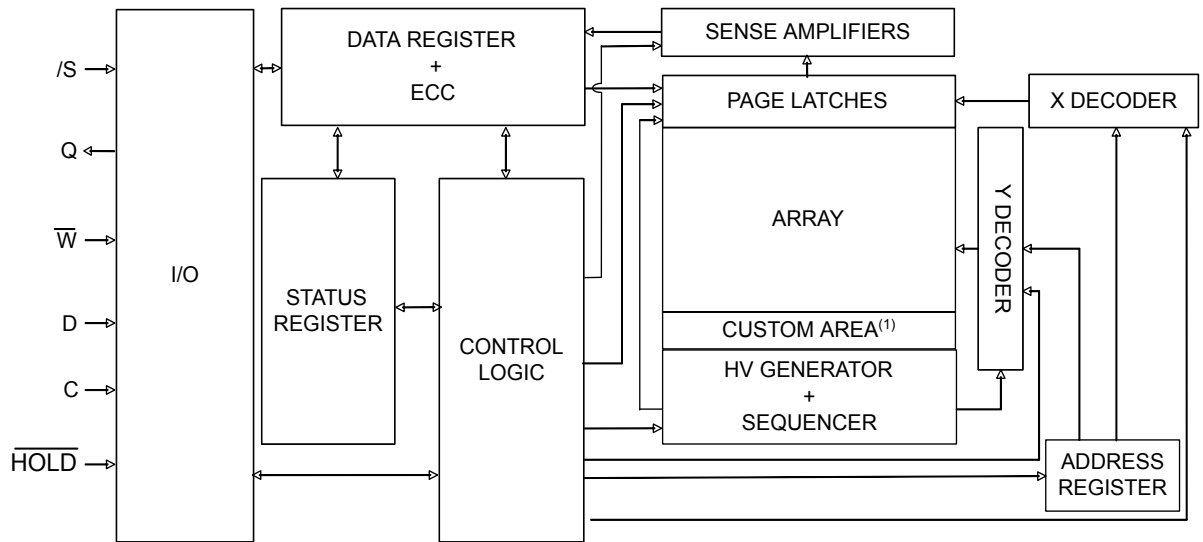 /S
Q
W
D
C
HOLD
I/O
DATA REGISTER
+
ECC
STATUS
REGISTER
CONTROL
LOGIC
SENSE AMPLIFIERS
PAGE LATCHES
ARRAY
CUSTOM AREA(1)
HV GENERATOR
+
SEQUENCER
X DECODER
Y DECODER
ADDRESS
REGISTER